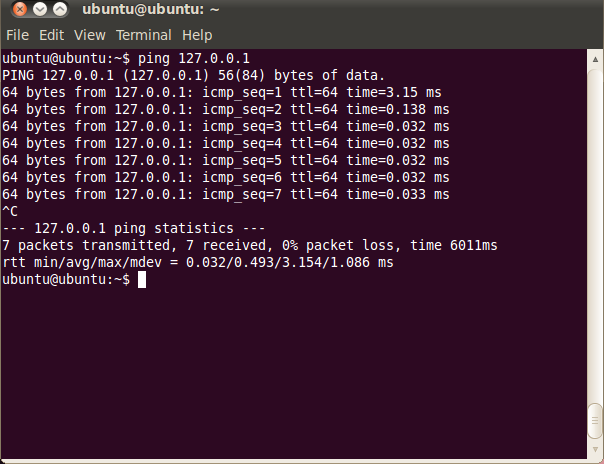 ubuntu@ubuntu: ~
File Edit View Terminal Help
ubuntu@ubuntu:~$ ping 127.0.0.1
PING 127.0.0.1 (127.0.0.1) 56(84) bytes of data.
64 bytes from 127.0.0.1: icmp_seq=1 ttl=64 time=3.15 ms
64 bytes from 127.0.0.1: icmp_seq=2 ttl=64 time=0.138 ms
64 bytes from 127.0.0.1: icmp_seq=3 ttl=64 time=0.032 ms
64 bytes from 127.0.0.1: icmp_seq=4 ttl=64 time=0.032 ms
64 bytes from 127.0.0.1: icmp_seq=5 ttl=64 time=0.032 ms
64 bytes from 127.0.0.1: icmp_seq=6 ttl=64 time=0.032 ms
64 bytes from 127.0.0.1: icmp_seq=7 ttl=64 time=0.033 ms
^C
--- 127.0.0.1 ping statistics ---
7 packets transmitted, 7 received, 0% packet loss, time 6011ms
rtt min/avg/max/mdev = 0.032/0.493/3.154/1.086 ms
ubuntu@ubuntu:~$